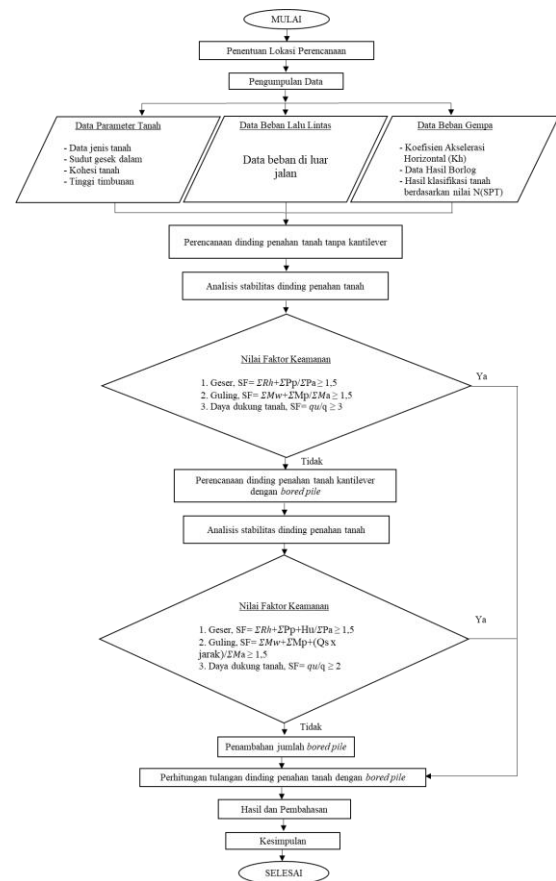 MULAI
Penentuan Lokasi Perencanaan
Pengumpulan Data
Data Parameter Tanah
- Data jenis tanah
- Sudut gesek dalam
- Kohesi tanah
- Tinggi timbunan
Data Beban Lalu Lintas
Data beban di luar
jalan
Data Beban Gempa
- Koefisien Akselerasi
Horizontal (Kh)
- Data Hasil Borlog
- Hasil klasifikasi tanah
berdasarkan nilai N(SPT)
Perencanaan dinding penahan tanah tanpa kantilever
Analisis stabilitas dinding penahan tanah
Nilai Faktor Keamanan
1. Geser, SF= ΣRh+ΣPp/ΣPa ≥ 1,5
2. Guling, SF= ΣMw+ΣMp/ΣMa ≥ 1,5
3. Daya dukung tanah, SF= qu/q ≥ 3
Ya
Tidak
Perencanaan dinding penahan tanah kantilever
dengan bored pile
Analisis stabilitas dinding penahan tanah
Nilai Faktor Keamanan
1. Geser, SF= ΣRh+ΣPp+Hu/ΣPa ≥ 1,5
2. Guling, SF= ΣMw+ΣMp+(Qs x
jarak)/ΣMa ≥ 1,5
3. Daya dukung tanah, SF= qu/q ≥ 2
Ya
Tidak
Penambahan jumlah bored pile
Perhitungan tulangan dinding penahan tanah dengan bored pile
Hasil dan Pembahasan
Kesimpulan
SELESAI